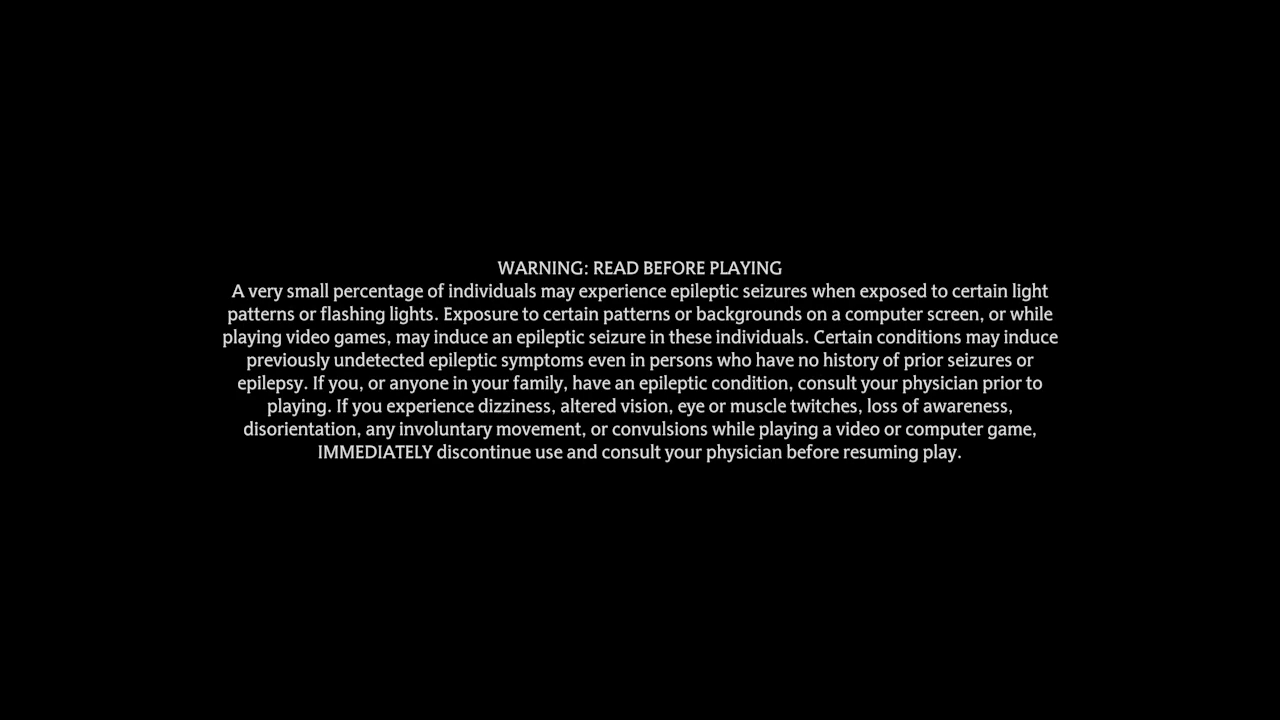 WARNING: READ BEFORE PLAYING
A very small percentage of individuals may experience epileptic seizures when exposed to certain light
patterns or flashing lights. Exposure to certain patterns or backgrounds on a computer screen, or while
playing video games, may induce an epileptic seizure in these individuals. Certain conditions may induce
previously undetected epileptic symptoms even in persons who have no history of prior seizures or
epilepsy. If you, or anyone in your family, have an epileptic condition, consult your physician prior to
playing. If you experience dizziness, altered vision, eye or muscle twitches, loss of awareness,
disorientation, any involuntary movement, or convulsions while playing a video or computer game,
IMMEDIATELY discontinue use and consult your physician before resuming play.